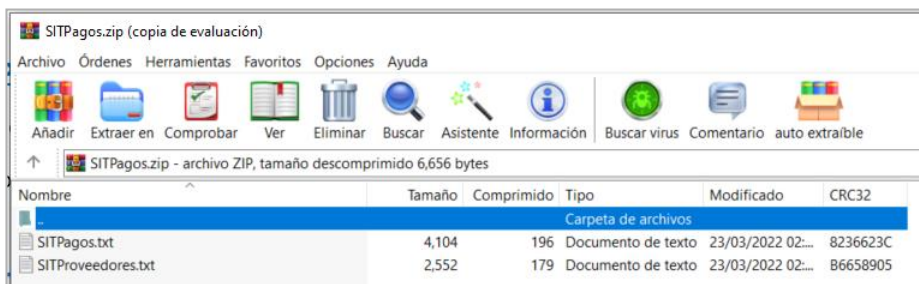 SITPagos.zip (copia de evaluación)
Archivo Órdenes Herramientas Favoritos Opciones Ayuda
Añadir Extraer en Comprobar Ver Eliminar Buscar Asistente Información Buscar virus Comentario auto extraíble
SITPagos.zip - archivo ZIP, tamaño descomprimido 6,656 bytes
Nombre Tamaño Comprimido Tipo Modificado CRC32
.. Carpeta de archivos
SITPagos.txt 4,104 196 Documento de texto 23/03/2022 02:... 8236623C
SITProveedores.txt 2,552 179 Documento de texto 23/03/2022 02:... B6658905